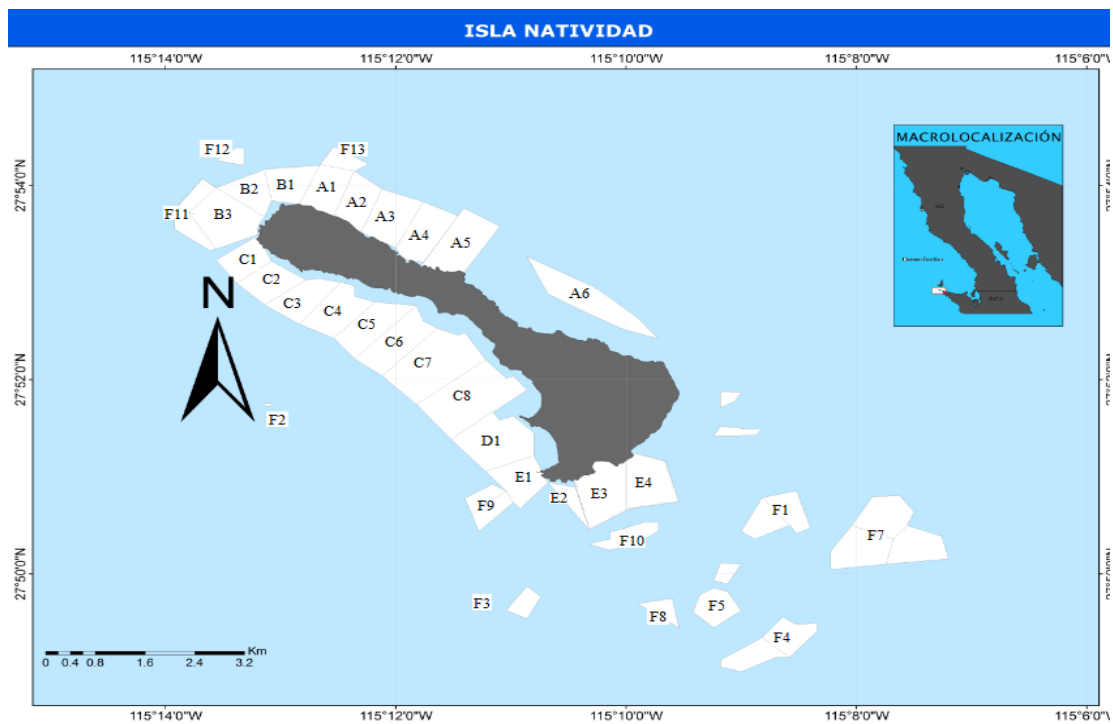 ISLA NATIVIDAD
115°14'0"W 115°12'0"W 115°10'0"W 115°8'0"W 115°6'0"W
MACROLOCALIZACIÓN
F12 F13
27°54'0"N
B2 B1 A1
A2
F11 B3 A3
A4 A5
C1
C2
A6
N
C3
C4
C5
C6
C7
27°52'0"N
C8
F2
D1
E1 E4
E2 E3
F9
F1
F10 F7
27°50'0"N 27°50'0"N
F3 F5
F8
F4
Km
0 0.4 0.8 1.6 2.4 3.2
115°14'0"W 115°12'0"W 115°10'0"W 115°8'0"W 115°6'0"W